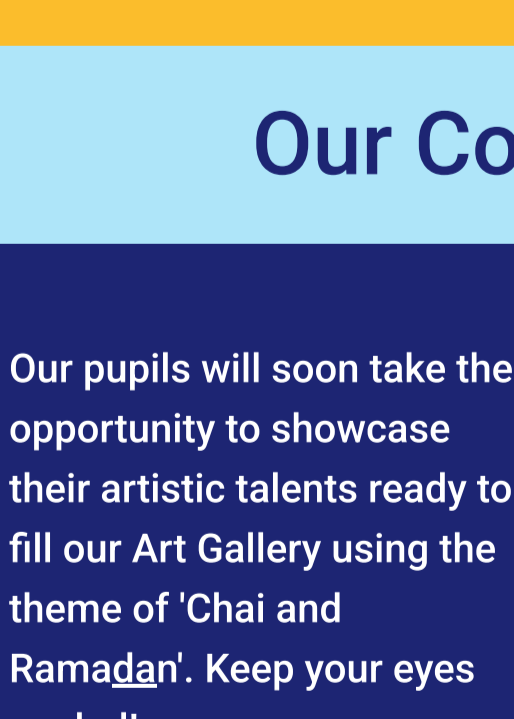 Our Co
Our pupils will soon take the
opportunity to showcase
their artistic talents ready to
fill our Art Gallery using the
theme of 'Chai and
Ramadan'. Keep your eyes